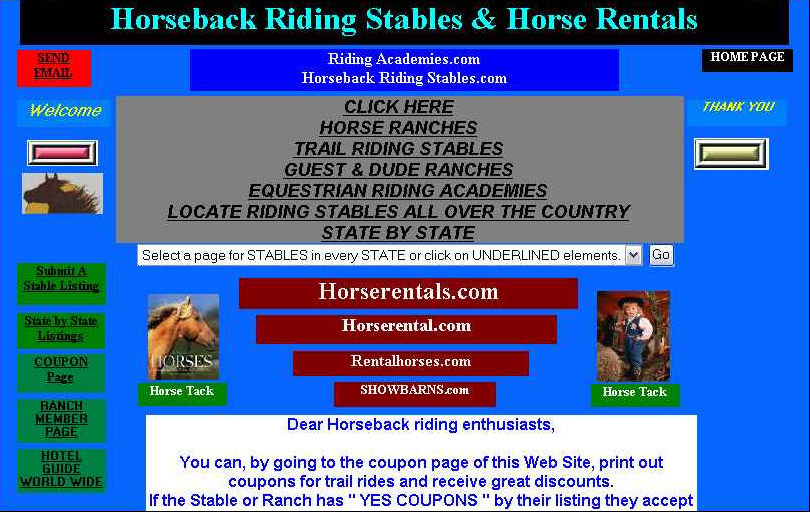 Horseback Riding Stables & Horse Rentals
SEND
EMAIL
Riding Academies.com
Horseback Riding Stables.com
HOME PAGE
Welcome
THANK YOU
CLICK HERE
HORSE RANCHES
TRAIL RIDING STABLES
GUEST & DUDE RANCHES
EQUESTRIAN RIDING ACADEMIES
LOCATE RIDING STABLES ALL OVER THE COUNTRY
STATE BY STATE
Select a page for STABLES in every STATE or click on UNDERLINED elements.
Go
Submit A
Stable Listing
State by State
Listings
COUPON
Page
RANCH
MEMBER
PAGE
HOTEL
GUIDE
WORLD WIDE
HORSES
Horse Tack
Horserentals.com
Horserental.com
Rentalhorses.com
SHOWBARNS.com
Horse Tack
Dear Horseback riding enthusiasts,
You can, by going to the coupon page of this Web Site, print out
coupons for trail rides and receive great discounts.
If the Stable or Ranch has " YES COUPONS " by their listing they accept